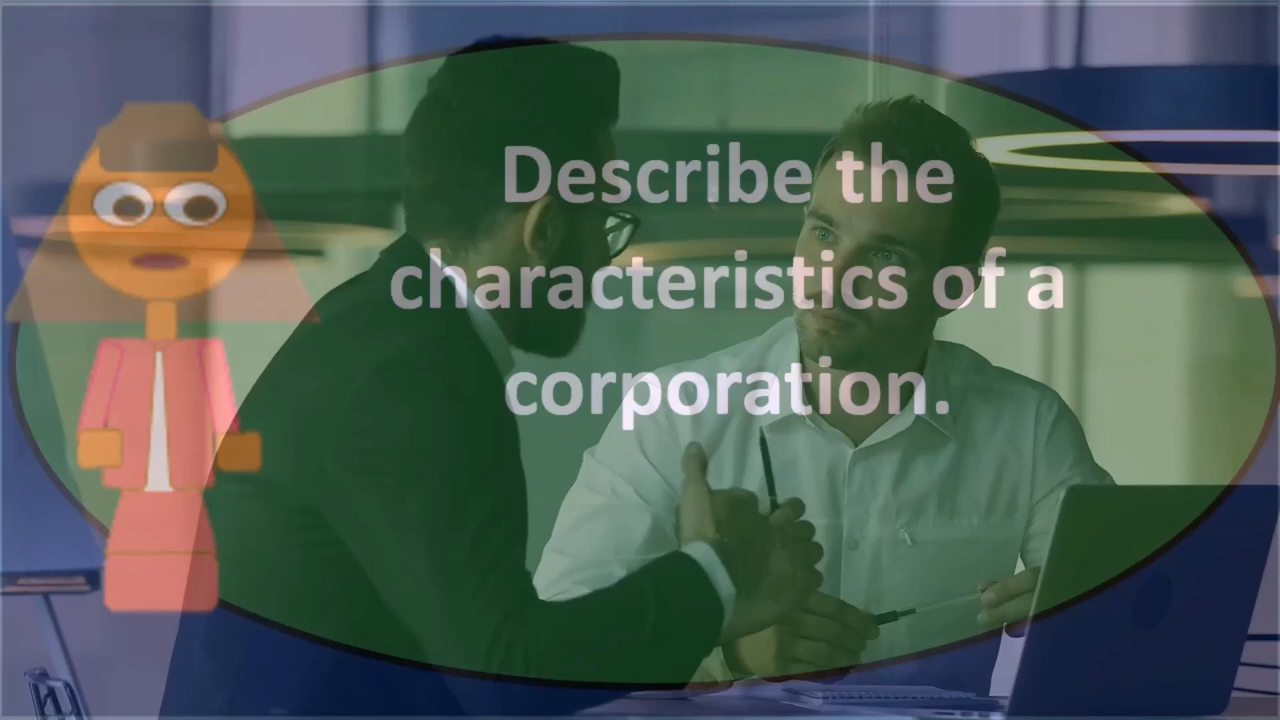 Describe the
characteristics of a
corporation.